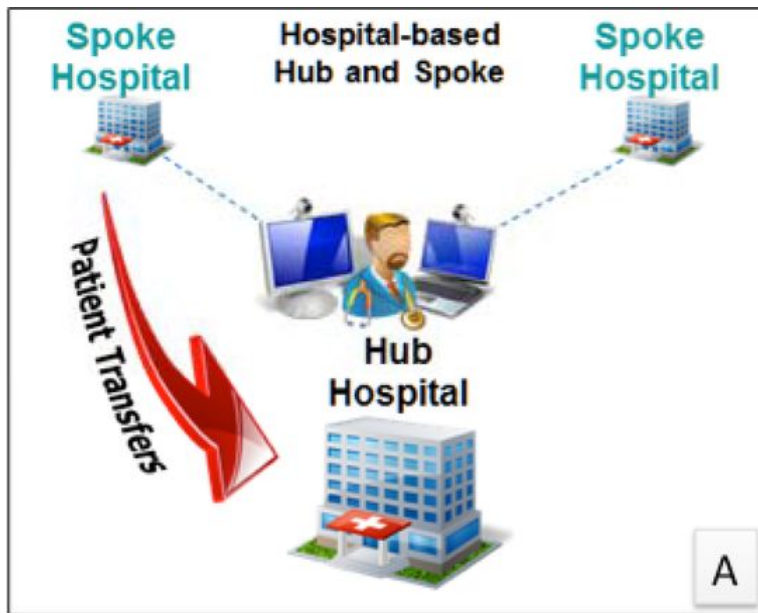 Spoke
Hospital
Hospital-based
Hub and Spoke
Spoke
Hospital
Patient Transfers
Hub
Hospital
A